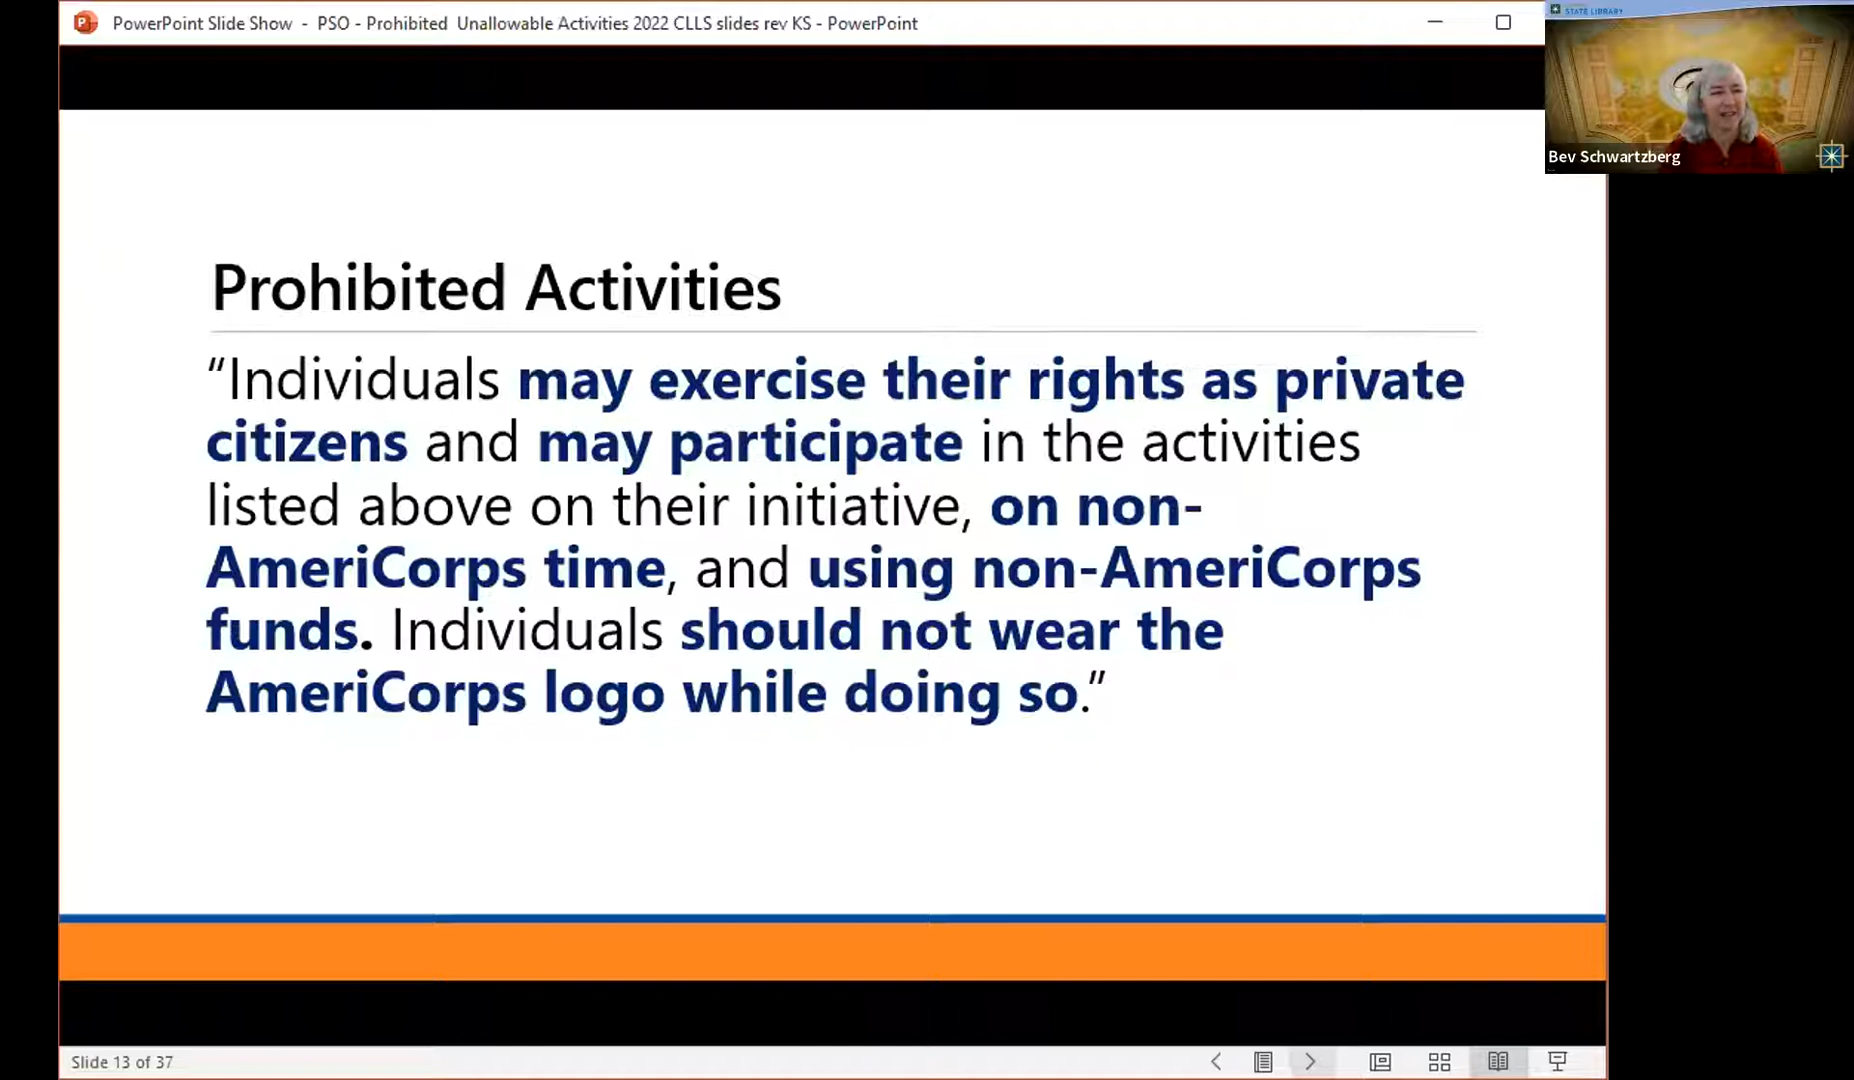 PowerPoint Slide Show - PSO - Prohibited Unallowable Activities 2022 CLLS slides rev KS - PowerPoint
STATE LIBRARY
Bev Schwartzberg
Prohibited Activities
“Individuals may exercise their rights as private
citizens and may participate in the activities
listed above on their initiative, on non-
AmeriCorps time, and using non-AmeriCorps
funds. Individuals should not wear the
AmeriCorps logo while doing so.”
Slide 13 of 37